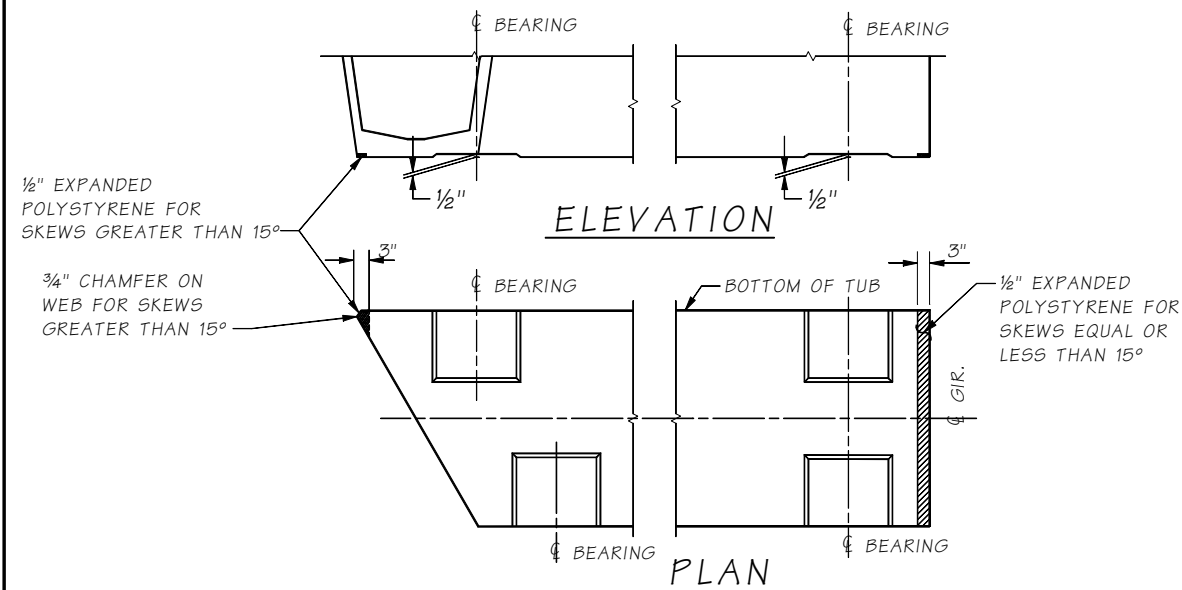 ℄ BEARING
℄ BEARING
½" EXPANDED
POLYSTYRENE FOR
SKEWS GREATER THAN 15º
½"
½"
ELEVATION
¾" CHAMFER ON
WEB FOR SKEWS
GREATER THAN 15º
3"
℄ BEARING
BOTTOM OF TUB
3"
½" EXPANDED
POLYSTYRENE FOR
SKEWS EQUAL OR
LESS THAN 15º
℄ GIR.
℄ BEARING
℄ BEARING
PLAN